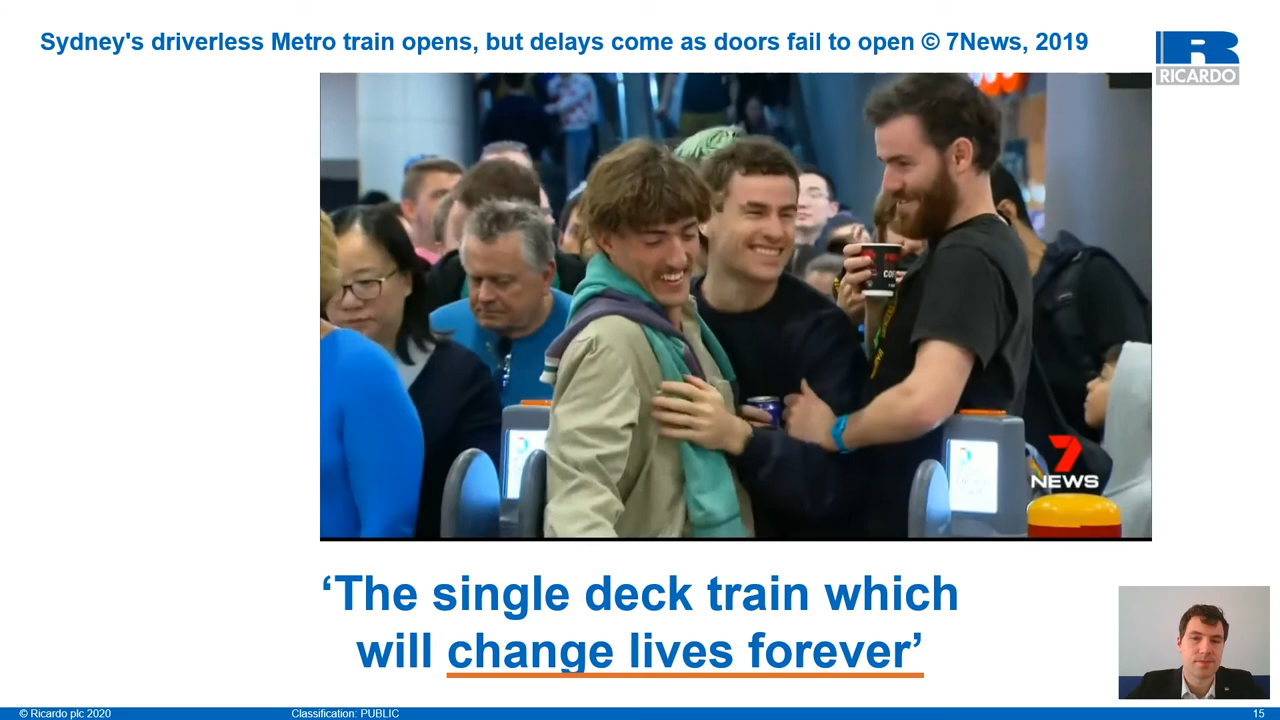 Sydney's driverless Metro train opens, but delays come as doors fail to open © 7News, 2019
RICARDO
7
NEWS
‘The single deck train which
will change lives forever’
© Ricardo plc 2020
Classification: PUBLIC
15